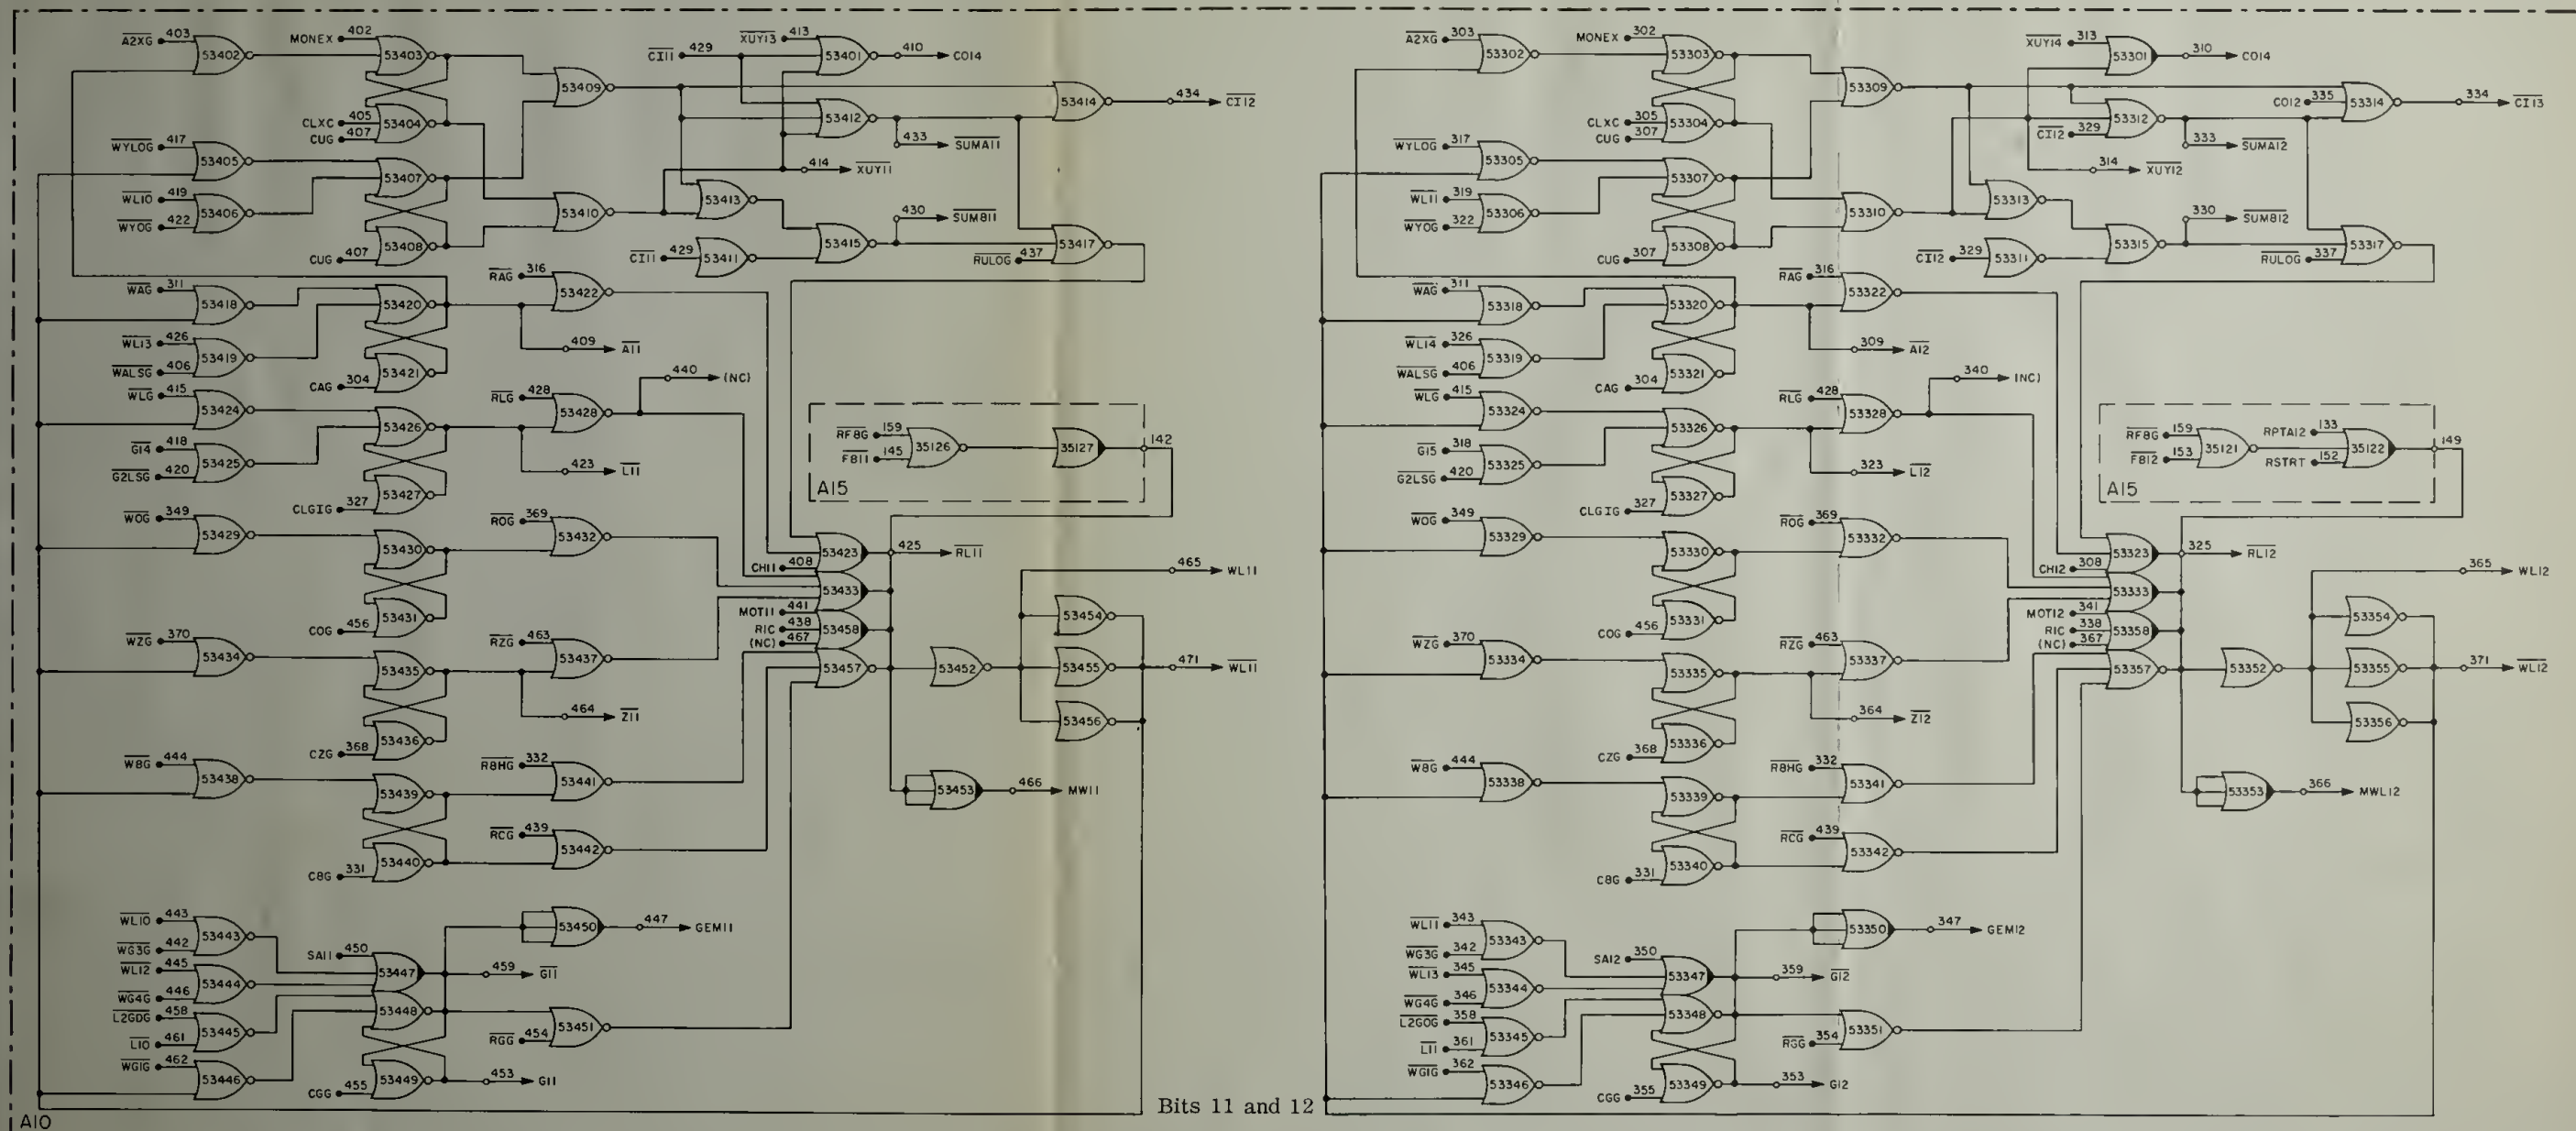 A2XG 403 53402
MONEX 402 53403
53409
CI11 429
XUY13 413 53401 410 CO14
53414 434 CI12
CLXC 405 53404
CUG 407
53412 433 SUMA11
WYLOG 417 53405
53407
414 XUY11
WL10 419 53406
WYOG 422
53408
CUG 407
53410
53413
CI11 429 53411
53415 430 SUMB11
RULOG 437 53417
WAG 311 53418
53420
RAG 316 53422
WL13 426 53419
WALSG 406
CAG 304 53421
409 A11
WLG 415 53424
53426
RLG 428 53428
440 (NC)
G14 418 53425
G2LSG 420
CLGIG 327 53427
423 L11
RF8G 159 35126 35127 142
F811 145
A15
WOG 349 53429
53430
ROG 369 53432
COG 456 53431
53423 425 RL11
CH11 408
53433
MOT11 441
RIC 438 53458
(NC) 467
53457
53452
465 WL11
53454
53455 471 WL11
53456
53453 466 MW11
WZG 370 53434
53435
RZG 463 53437
CZG 368 53436
464 Z11
W8G 444 53438
53439
R8HG 332 53441
C8G 331 53440
RCG 439 53442
WL10 443 53443
WG3G 442
WL12 445 53444
WG4G 446
L2GDG 458 53445
L10 461
WG1G 462 53446
SA11 450 53447
53448
CGG 455 53449
53450 447 GEM11
459 G11
RGG 454 53451
453 G11
A10
Bits 11 and 12
A2XG 303 53302
MONEX 302 53303
53309
XUY14 313 53301 310 CO14
CO12 335 53314 334 CI13
CLXC 305 53304
CUG 307
53312
CI12 329
333 SUMA12
WYLOG 317 53305
53307
314 XUY12
WL11 319 53306
WYOG 322
53308
CUG 307
53310
53313
CI12 329 53311
53315 330 SUMB12
RULOG 337 53317
WAG 311 53318
53320
RAG 316 53322
WL14 326 53319
WALSG 406
CAG 304 53321
309 A12
WLG 415 53324
53326
RLG 428 53328
340 (NC)
G15 318 53325
G2LSG 420
CLGIG 327 53327
323 L12
RF8G 159 35121
F812 153
RPTA12 133 35122 149
RSTRT 152
A15
WOG 349 53329
53330
ROG 369 53332
COG 456 53331
53323 325 RL12
CH12 308
53333
MOT12 341
RIC 338 53358
(NC) 367
53357
53352
365 WL12
53354
53355 371 WL12
53356
53353 366 MWL12
WZG 370 53334
53335
RZG 463 53337
CZG 368 53336
364 Z12
W8G 444 53338
53339
R8HG 332 53341
C8G 331 53340
RCG 439 53342
WL11 343 53343
WG3G 342
WL13 345 53344
WG4G 346
L2GOG 358 53345
L11 361
WG1G 362 53346
SA12 350 53347
53348
CGG 355 53349
53350 347 GEM12
359 G12
RGG 354 53351
353 G12